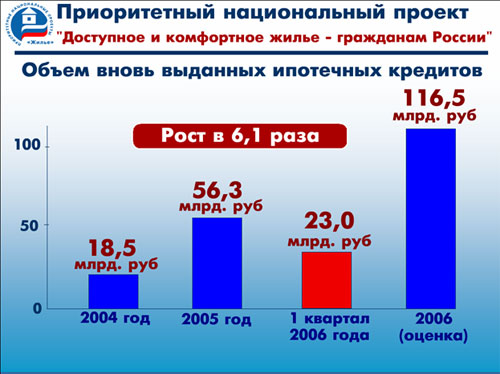 Приоритетный национальный проект
"Доступное и комфортное жилье - гражданам России"
«Жилье»
Объем вновь выданных ипотечных кредитов
116,5
млрд. руб
100
Рост в 6,1 раза
56,3
млрд. руб
50
23,0
млрд. руб
18,5
млрд. руб
0
2004 год
2005 год
1 квартал
2006 года
2006
(оценка)